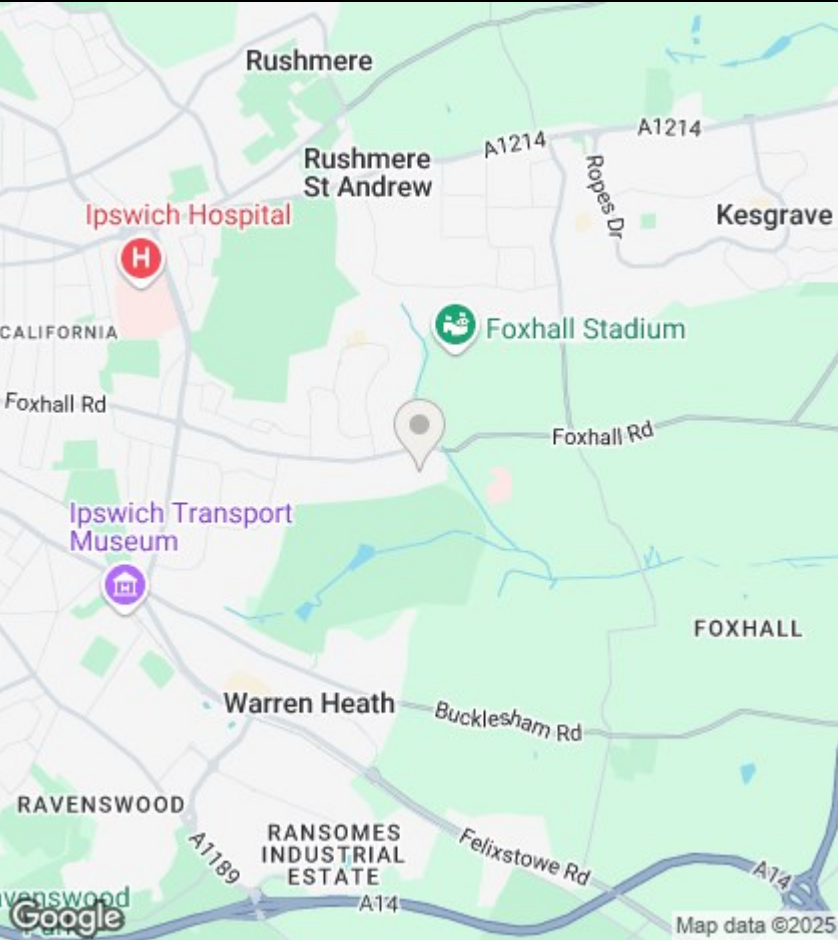 Rushmere
A1214
A1214
Rushmere
St Andrew
Ropes Dr
Ipswich Hospital
H
Kesgrave
CALIFORNIA
Foxhall Stadium
Foxhall Rd
Foxhall Rd
Ipswich Transport
Museum
FOXHALL
Warren Heath
Bucklesham Rd
RAVENSWOOD
RANSOMES
INDUSTRIAL
ESTATE
A1189
Felixstowe Rd
A14
A14
avenswood
Google
Map data ©2025